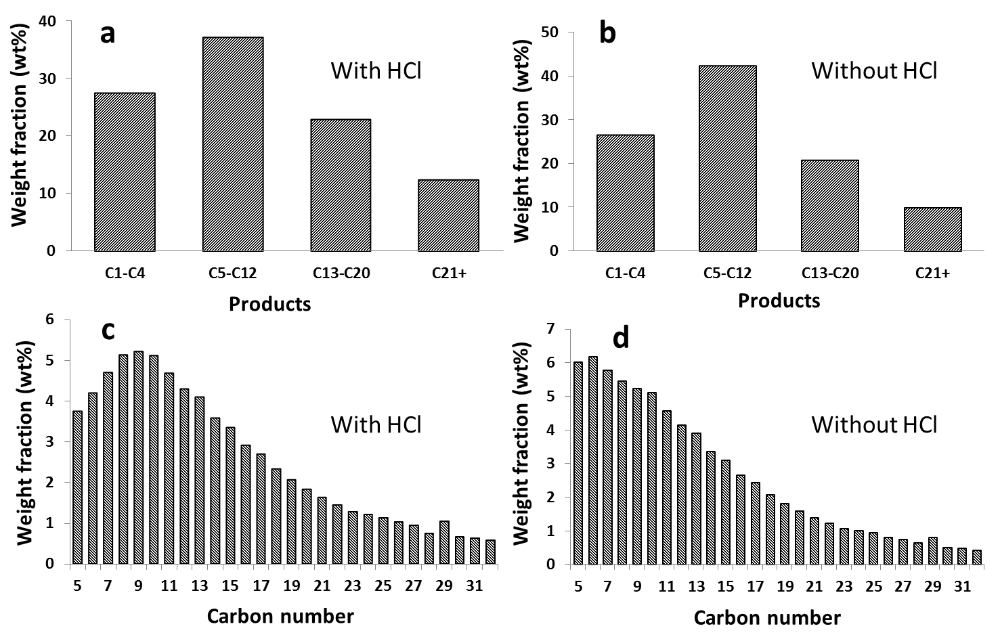 a
With HCl
Weight fraction (wt%)
40
30
20
10
0
C1-C4 C5-C12 C13-C20 C21+
Products
b
Without HCl
Weight fraction (wt%)
50
40
30
20
10
0
C1-C4 C5-C12 C13-C20 C21+
Products
c
With HCl
Weight fraction (wt%)
6
5
4
3
2
1
0
5 7 9 11 13 15 17 19 21 23 25 27 29 31
Carbon number
d
Without HCl
Weight fraction (wt%)
7
6
5
4
3
2
1
0
5 7 9 11 13 15 17 19 21 23 25 27 29 31
Carbon number